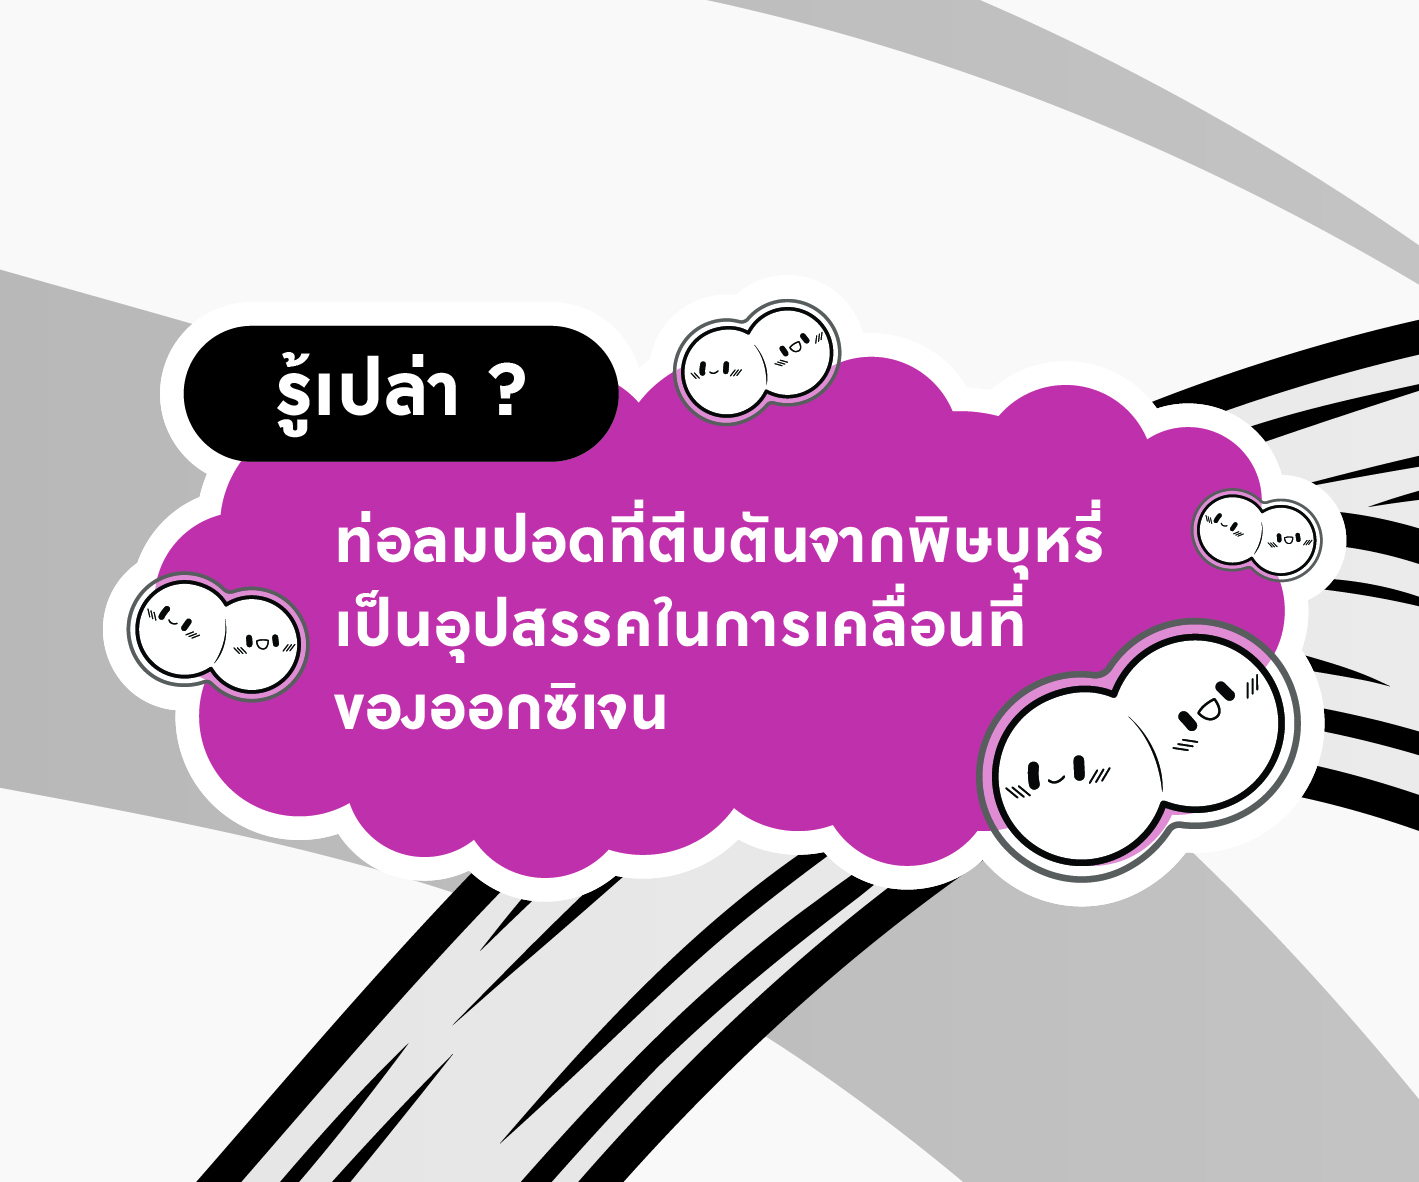 รู้เปล่า ?
ท่อลมปอดที่ตีบตันจากพิษบุหรี่
เป็นอุปสรรคในการเคลื่อนที่
ของออกซิเจน